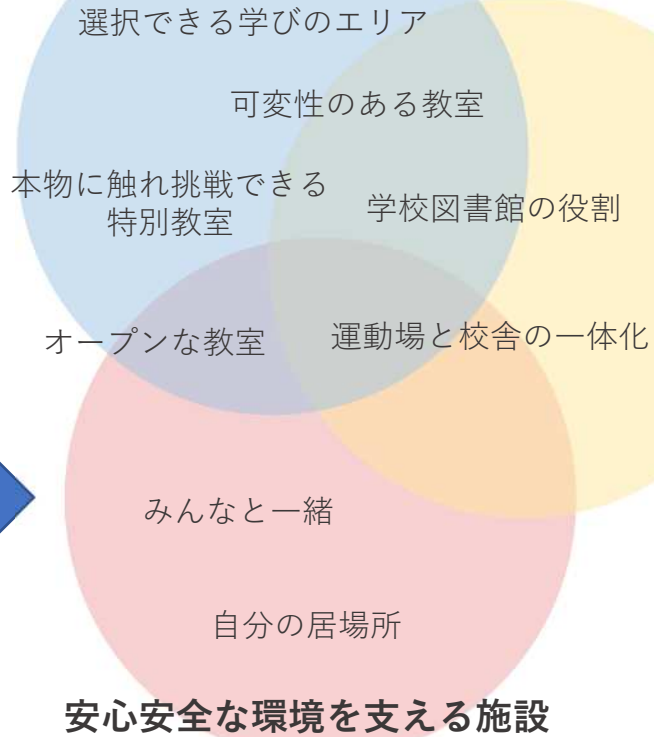 選択できる学びのエリア
可変性のある教室
本物に触れ挑戦できる
特別教室
学校図書館の役割
オープンな教室
運動場と校舎の一体化
みんなと一緒
自分の居場所
安心安全な環境を支える施設